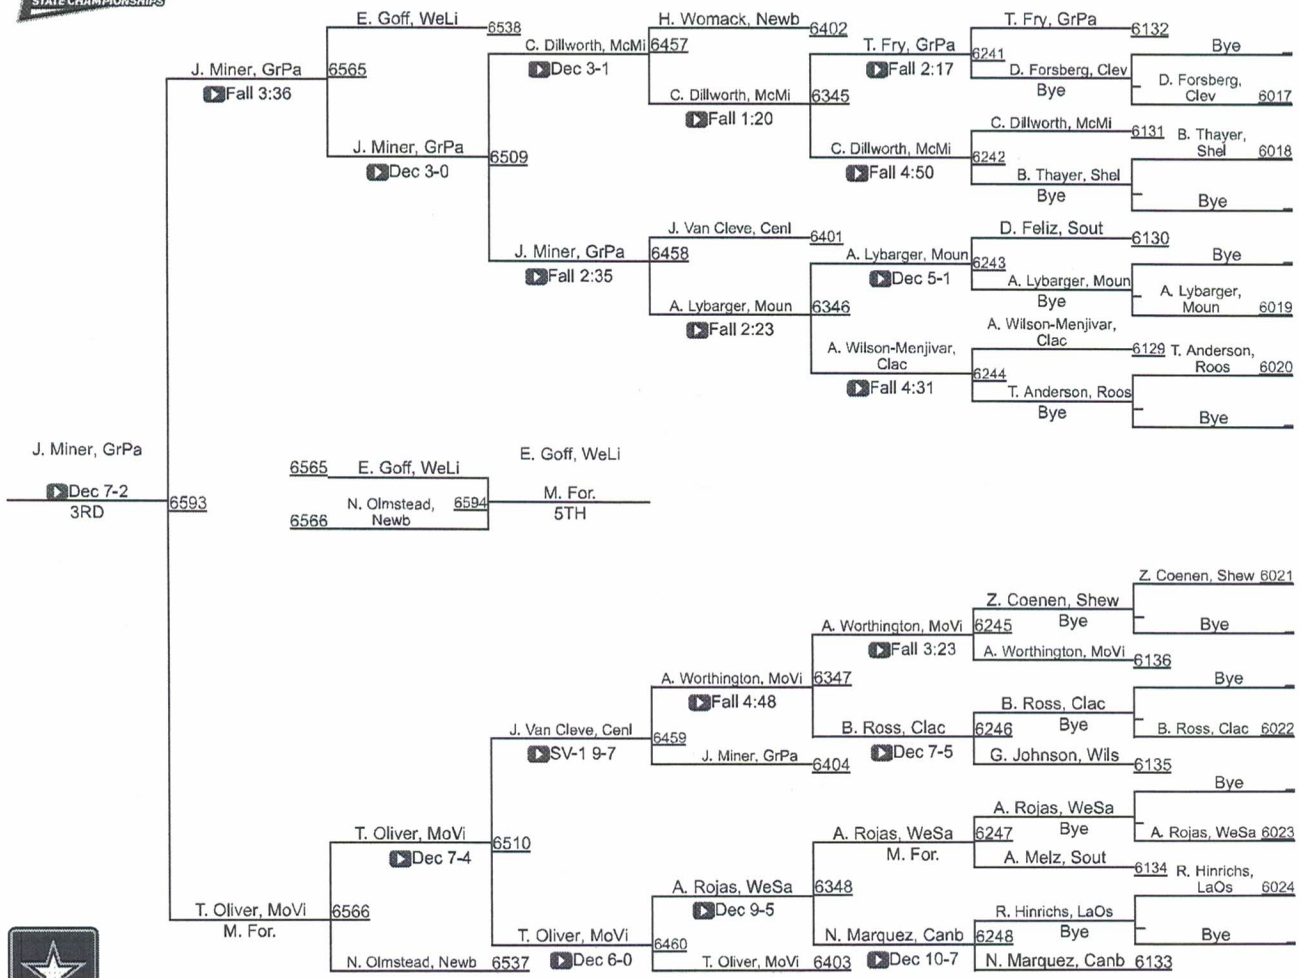 STATE CHAMPIONSHIPS
E. Goff, WeLi
6538
H. Womack, Newb
6402
T. Fry, GrPa
6132
C. Dillworth, McMi
6457
Dec 3-1
T. Fry, GrPa
6241
Fall 2:17
Bye
J. Miner, GrPa
6565
Fall 3:36
D. Forsberg, Clev
Bye
D. Forsberg,
Clev
6017
C. Dillworth, McMi
6345
Fall 1:20
C. Dillworth, McMi
6131
B. Thayer,
Shel
6018
J. Miner, GrPa
6509
Dec 3-0
C. Dillworth, McMi
6242
Fall 4:50
B. Thayer, Shel
Bye
Bye
J. Van Cleve, Cenl
6401
D. Feliz, Sout
6130
J. Miner, GrPa
6458
Fall 2:35
A. Lybarger, Moun
6243
Dec 5-1
Bye
A. Lybarger, Moun
Bye
A. Lybarger,
Moun
6019
A. Lybarger, Moun
6346
Fall 2:23
A. Wilson-Menjivar,
Clac
6129
T. Anderson,
Roos
6020
A. Wilson-Menjivar,
Clac
6244
Fall 4:31
T. Anderson, Roos
Bye
Bye
J. Miner, GrPa
Dec 7-2
3RD
6593
6565
E. Goff, WeLi
E. Goff, WeLi
6566
N. Olmstead,
Newb
6594
M. For.
5TH
Z. Coenen, Shew
6021
Z. Coenen, Shew
Bye
Bye
A. Worthington, MoVi
6245
Fall 3:23
A. Worthington, MoVi
6136
A. Worthington, MoVi
6347
Fall 4:48
Bye
B. Ross, Clac
Bye
B. Ross, Clac
6022
J. Van Cleve, Cenl
6459
SV-1 9-7
B. Ross, Clac
6246
Dec 7-5
J. Miner, GrPa
6404
G. Johnson, Wils
6135
Bye
A. Rojas, WeSa
Bye
A. Rojas, WeSa
6023
T. Oliver, MoVi
6510
Dec 7-4
A. Rojas, WeSa
6247
M. For.
A. Melz, Sout
6134
R. Hinrichs,
LaOs
6024
A. Rojas, WeSa
6348
Dec 9-5
T. Oliver, MoVi
6566
M. For.
R. Hinrichs, LaOs
Bye
Bye
T. Oliver, MoVi
6460
Dec 6-0
N. Marquez, Canb
6248
Dec 10-7
N. Olmstead, Newb
6537
T. Oliver, MoVi
6403
N. Marquez, Canb
6133